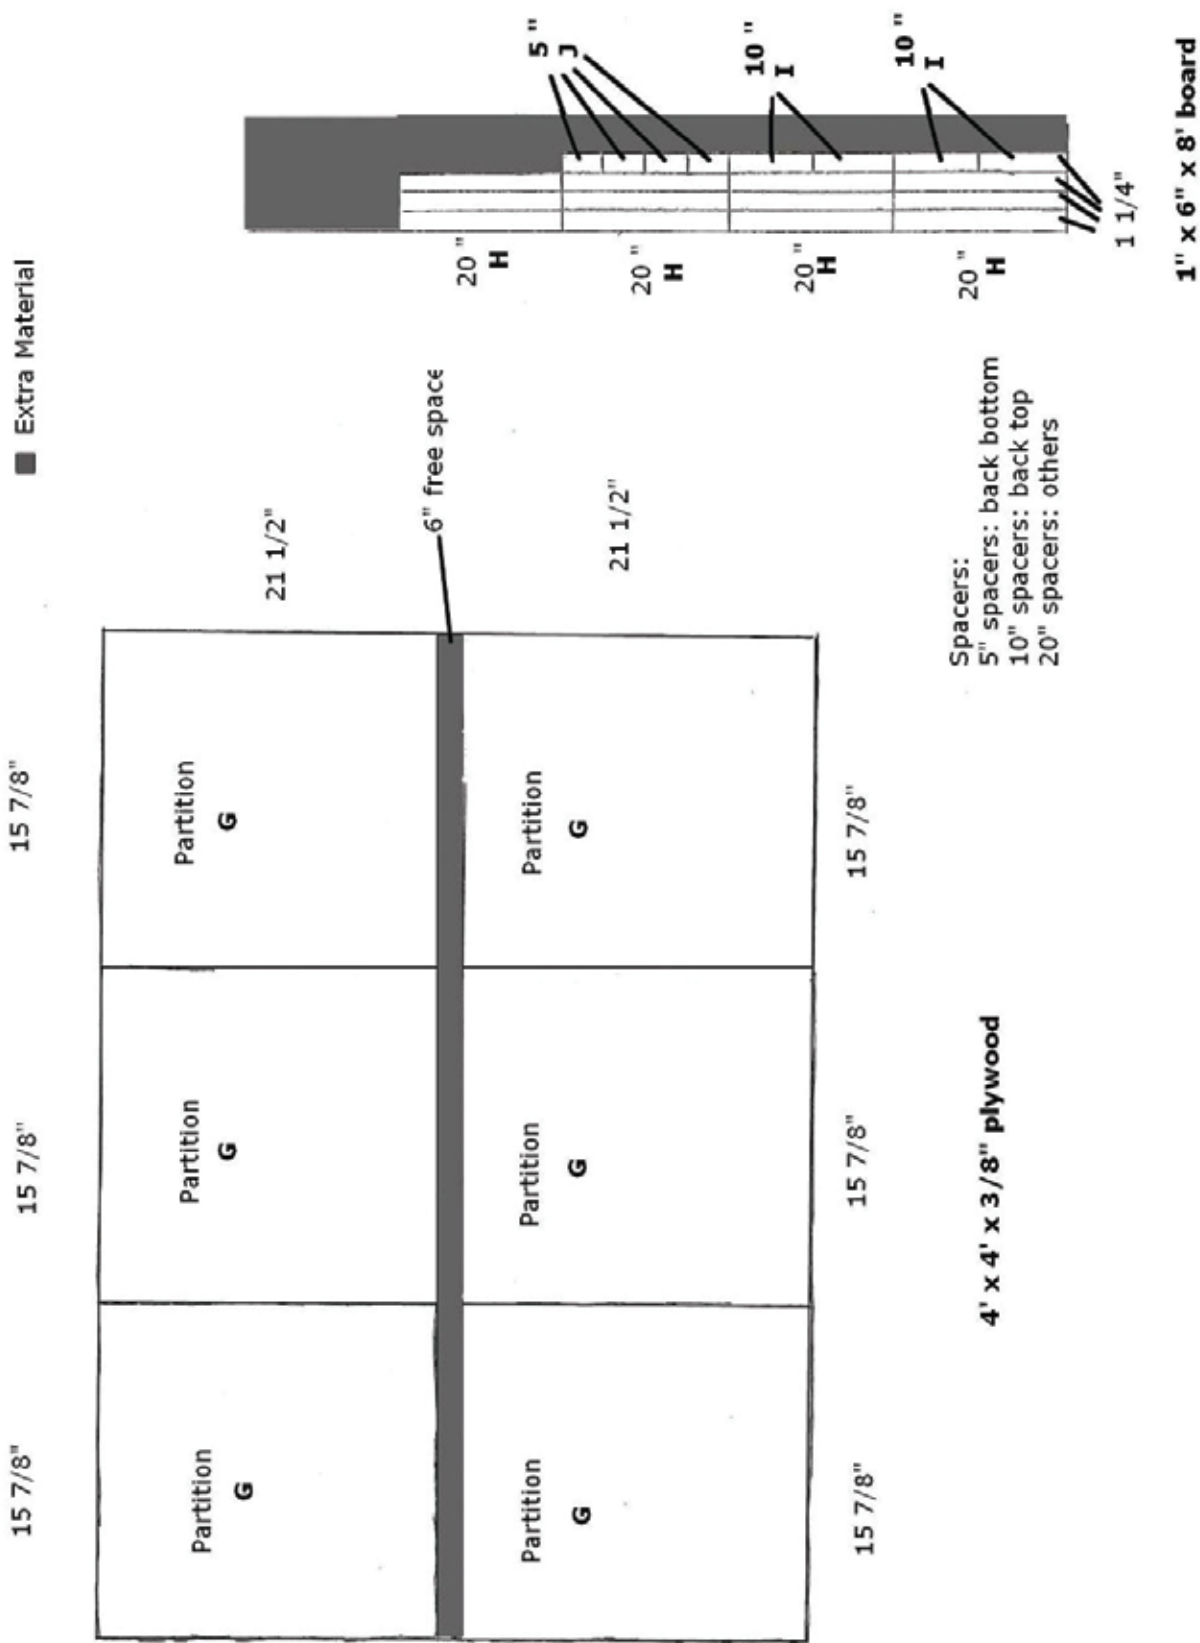 Extra Material
15 7/8"
15 7/8"
15 7/8"
Partition
G
Partition
G
Partition
G
21 1/2"
6" free space
Partition
G
Partition
G
Partition
G
21 1/2"
15 7/8"
15 7/8"
15 7/8"
4' x 4' x 3/8" plywood
20 "
H
20 "
H
20 "
H
20 "
H
5 "
J
10 "
I
10 "
I
1 1/4"
1" x 6" x 8' board
Spacers:
5" spacers: back bottom
10" spacers: back top
20" spacers: others